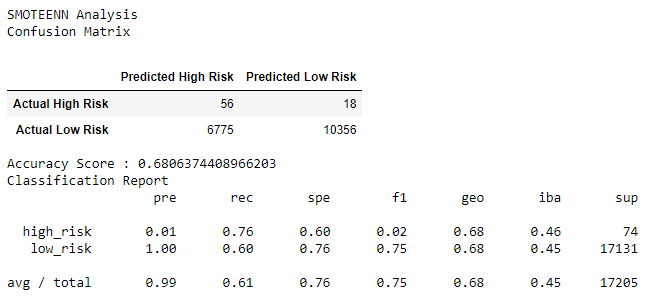 SMOTEENN Analysis
Confusion Matrix
Predicted High Risk Predicted Low Risk
Actual High Risk 56 18
Actual Low Risk 6775 10356
Accuracy Score : 0.6806374408966203
Classification Report
pre rec spe f1 geo iba sup
high_risk 0.01 0.76 0.60 0.02 0.68 0.46 74
low_risk 1.00 0.60 0.76 0.75 0.68 0.45 17131
avg / total 0.99 0.61 0.76 0.75 0.68 0.45 17205